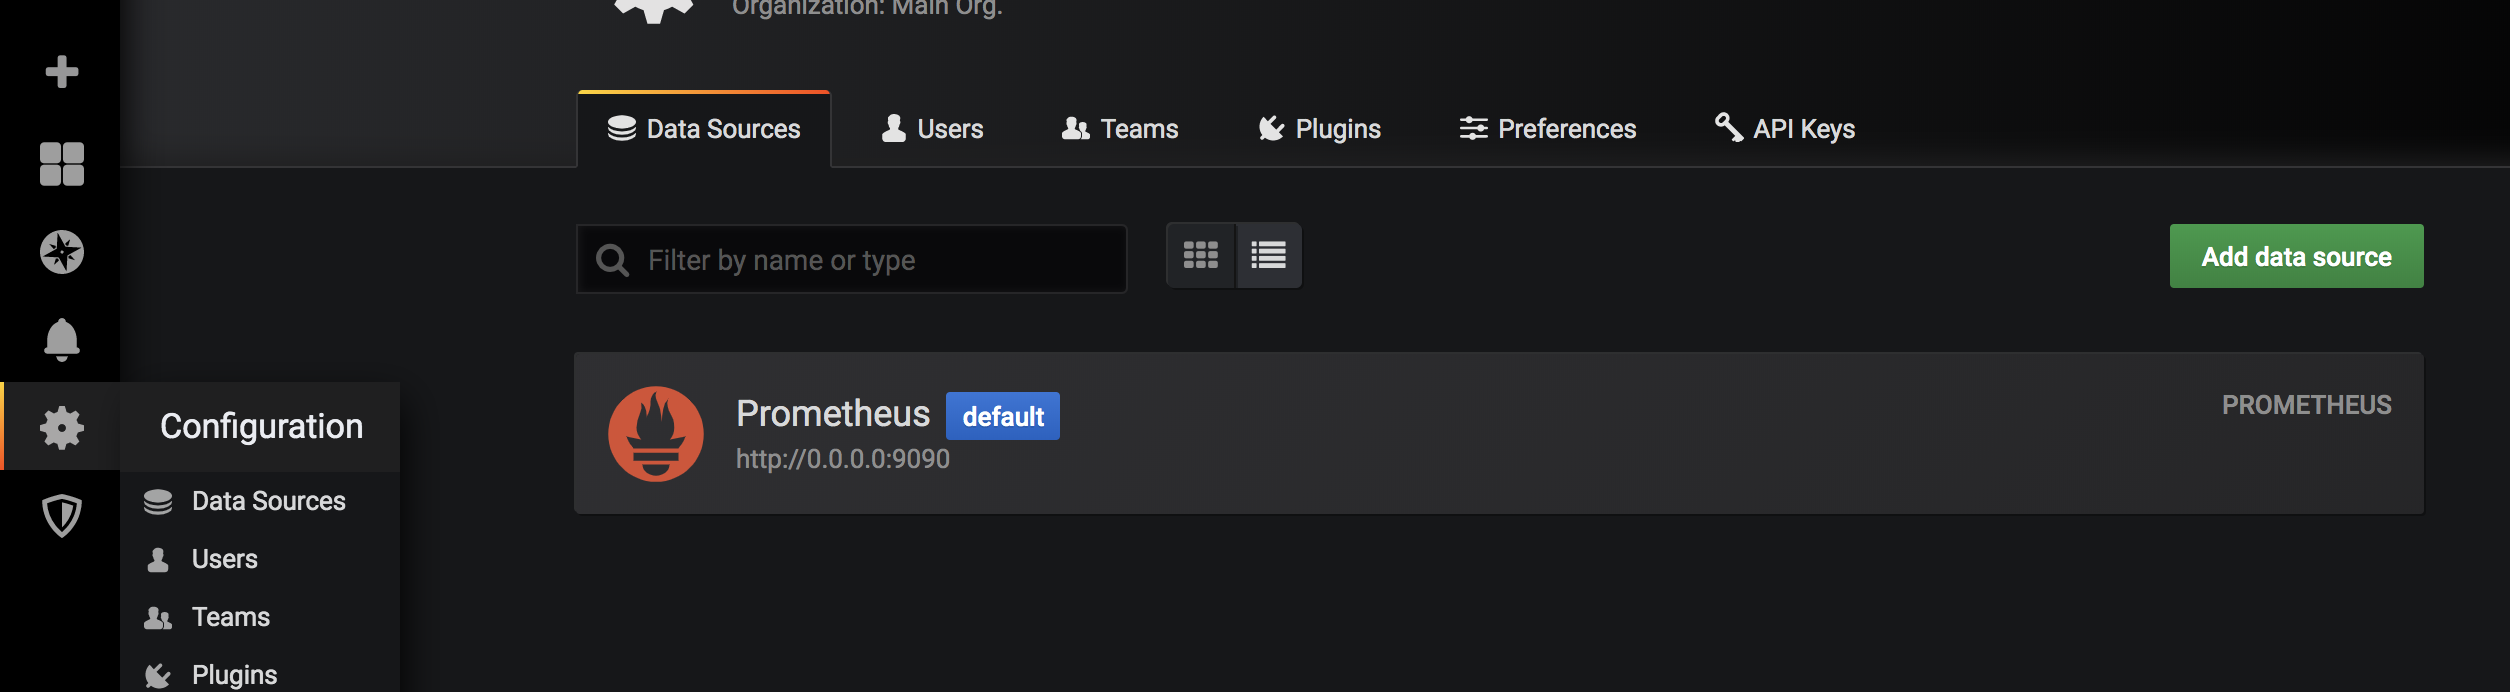 Organization: Main Org.
Data Sources
Users
Teams
Plugins
Preferences
API Keys
Filter by name or type
Add data source
Prometheus
default
PROMETHEUS
http://0.0.0.0:9090
Configuration
Data Sources
Users
Teams
Plugins